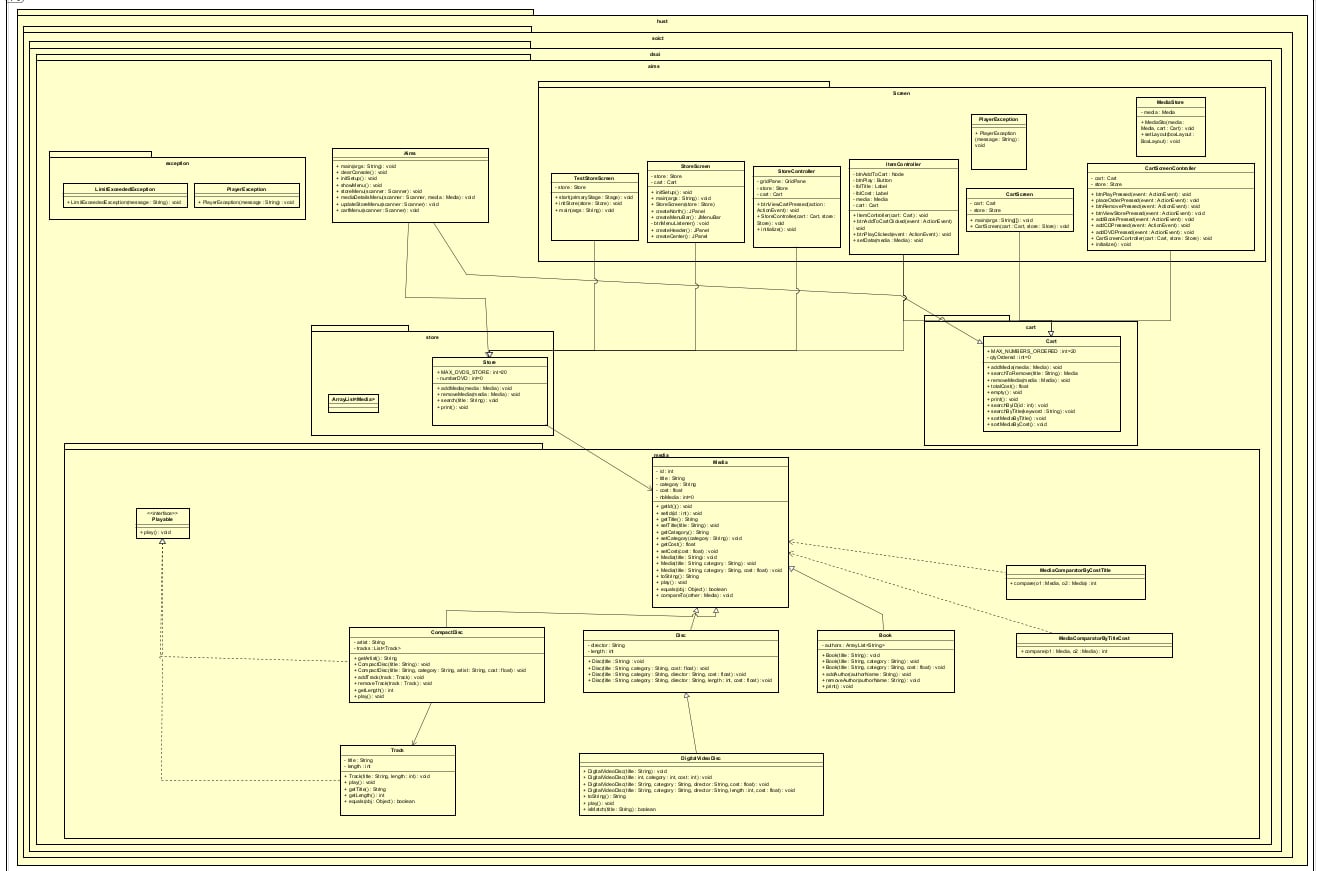 hust
soict
dsai
aims
Screen
MediaStore
- media : Media
+ MediaSto(media :
Media, cart : Cart) : void
+ setLayout(boxLayout :
BoxLayout) : void
PlayerException
+ PlayerException
(message : String) :
void
exception
LimitExceededException
+ LimitExceededException(message : String) : void
PlayerException
+ PlayerException(message : String) : void
Aims
+ main(args : String) : void
+ clearConsole() : void
+ initSetup() : void
+ showMenu() : void
+ storeMenu(scanner : Scanner) : void
+ mediaDetailsMenu(scanner : Scanner, media : Media) : void
+ updateStoreMenu(scanner : Scanner) : void
+ cartMenu(scanner : Scanner) : void
TestStoreScreen
- store : Store
+ start(primaryStage : Stage) : void
+ initStore(store : Store) : void
+ main(args : String) : void
StoreScreen
- store : Store
- cart : Cart
+ initSetup() : void
+ main(args : String) : void
+ StoreScreen(store : Store)
+ createNorth() : JPanel
+ createMenuBar() : JMenuBar
+ createHeader() : JPanel
+ createCenter() : JPanel
StoreController
- gridPane : GridPane
- store : Store
- cart : Cart
+ btnViewCartPressed(action :
ActionEvent) : void
+ StoreController(cart : Cart, store :
Store) : void
+ initialize() : void
ItemController
- btnAddToCart : Node
- btnPlay : Button
- lblTitle : Label
- lblCost : Label
- media : Media
- cart : Cart
+ ItemController(cart : Cart) : void
+ btnAddToCartClicked(event : ActionEvent) :
void
+ btnPlayClicked(event : ActionEvent) : void
+ setData(media : Media) : void
CartScreen
- cart : Cart
- store : Store
+ main(args : String[]) : void
+ CartScreen(cart : Cart, store : Store) : void
CartScreenController
- cart : Cart
- store : Store
+ btnPlayPressed(event : ActionEvent) : void
+ placeOrderPressed(event : ActionEvent) : void
+ btnRemovePressed(event : ActionEvent) : void
+ btnViewStorePressed(event : ActionEvent) : void
+ addBookPressed(event : ActionEvent) : void
+ addCDPressed(event : ActionEvent) : void
+ addDVDPressed(event : ActionEvent) : void
+ CartScreenController(cart : Cart, store : Store) : void
+ initialize() : void
store
Store
+ MAX_DVDS_STORE : int=20
- numberDVD : int=0
+ addMedia(media : Media) : void
+ removeMedia(media : Media) : void
+ search(title : String) : void
+ print() : void
ArrayList<Media>
cart
Cart
+ MAX_NUMBERS_ORDERED : int=20
- qtyOrdered : int=0
+ addMedia(media : Media) : void
+ searchToRemove(title : String) : Media
+ removeMedia(media : Media) : void
+ totalCost() : float
+ empty() : void
+ print() : void
+ searchByID(id : int) : void
+ searchByTitle(keyword : String) : void
+ sortMediaByTitle() : void
+ sortMediaByCost() : void
media
Media
- id : int
- title : String
- category : String
- cost : float
- nbMedia : int=0
+ getId() : void
+ setId(id : int) : void
+ getTitle() : String
+ setTitle(title : String) : void
+ getCategory() : String
+ setCategory(category : String) : void
+ getCost() : float
+ setCost(cost : float) : void
+ Media(title : String) : void
+ Media(title : String, category : String) : void
+ Media(title : String, category : String, cost : float) : void
+ toString() : String
+ play() : void
+ equals(obj : Object) : boolean
+ compareTo(other : Media) : void
<<interface>>
Playable
+ play() : void
MediaComparatorByCostTitle
+ compare(o1 : Media, o2 : Media) : int
MediaComparatorByTitleCost
+ compare(o1 : Media, o2 : Media) : int
CompactDisc
- artist : String
- tracks : List<Track>
+ getArtist() : String
+ CompactDisc(title : String) : void
+ CompactDisc(title : String, category : String, artist : String, cost : float) : void
+ addTrack(track : Track) : void
+ removeTrack(track : Track) : void
+ getLength() : int
+ play() : void
Disc
- director : String
- length : int
+ Disc(title : String) : void
+ Disc(title : String, category : String, cost : float) : void
+ Disc(title : String, category : String, director : String, cost : float) : void
+ Disc(title : String, category : String, director : String, length : int, cost : float) : void
Book
- authors : ArrayList<String>
+ Book(title : String) : void
+ Book(title : String, category : String) : void
+ Book(title : String, category : String, cost : float) : void
+ addAuthor(authorName : String) : void
+ removeAuthor(authorName : String) : void
+ print() : void
Track
- title : String
- length : int
+ Track(title : String, length : int) : void
+ play() : void
+ getTitle() : String
+ getLength() : int
+ equals(obj : Object) : boolean
DigitalVideoDisc
+ DigitalVideoDisc(title : String) : void
+ DigitalVideoDisc(title : int, category : int, cost : int) : void
+ DigitalVideoDisc(title : String, category : String, director : String, cost : float) : void
+ DigitalVideoDisc(title : String, category : String, director : String, length : int, cost : float) : void
+ toString() : String
+ play() : void
+ isMatch(title : String) : boolean